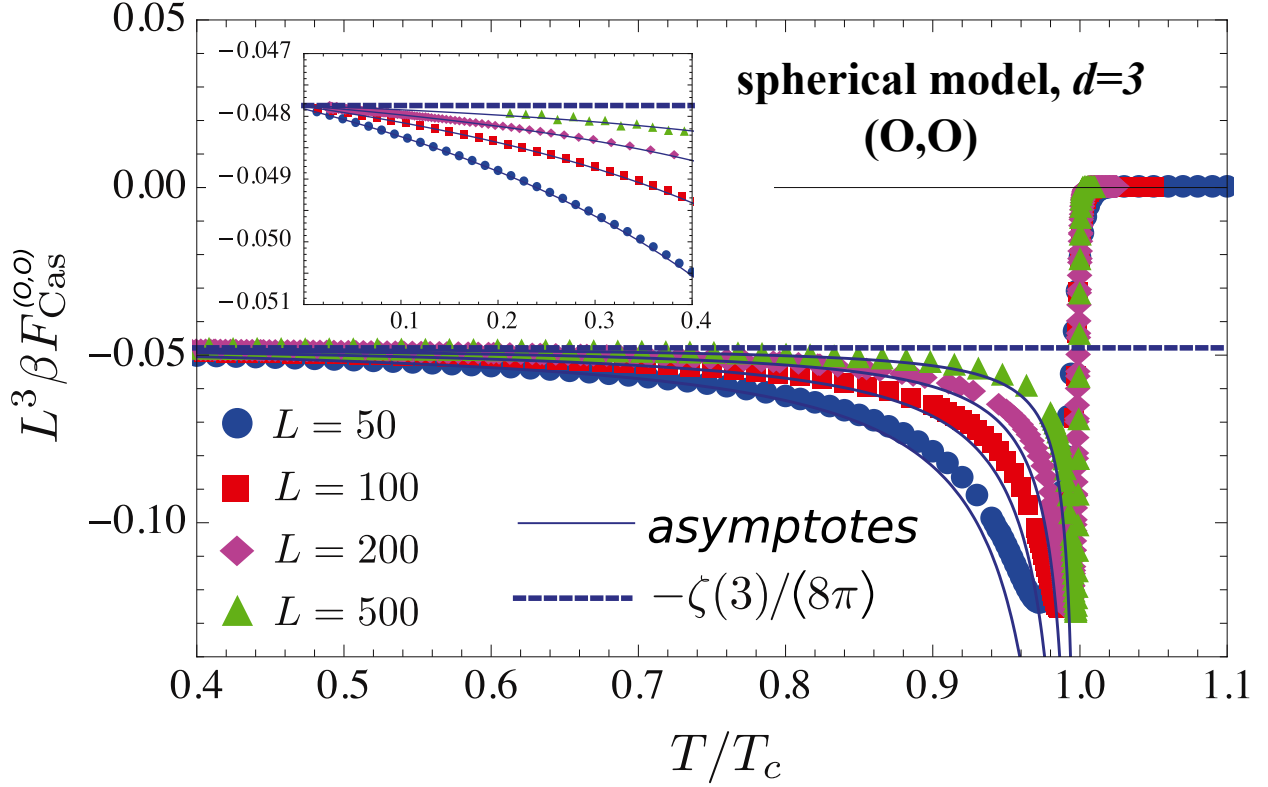 0.05
0.00
−0.05
−0.10
L³ β F_Cas^(O,O)
−0.047
−0.048
−0.049
−0.050
−0.051
0.1 0.2 0.3 0.4
spherical model, d=3
(O,O)
L = 50
L = 100
L = 200
L = 500
asymptotes
−ζ(3)/(8π)
0.4 0.5 0.6 0.7 0.8 0.9 1.0 1.1
T/T_c